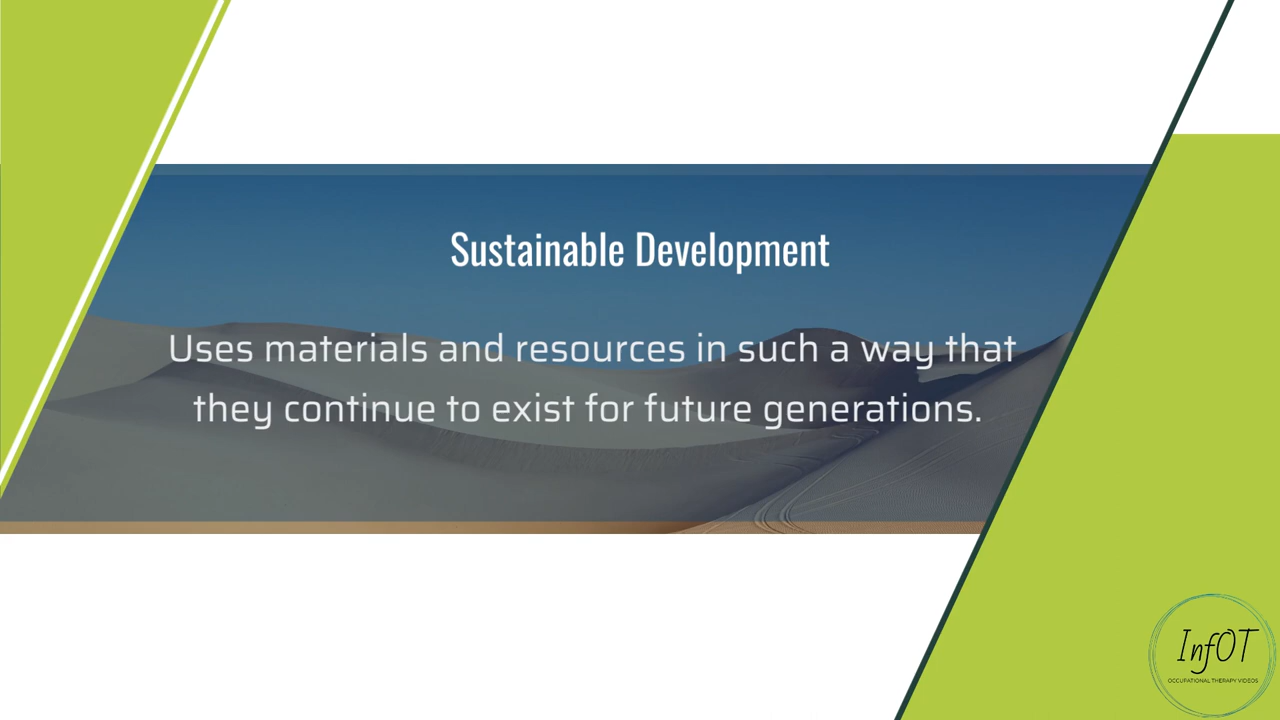 Sustainable Development
Uses materials and resources in such a way that
they continue to exist for future generations.
InfOT
OCCUPATIONAL THERAPY VIDEOS